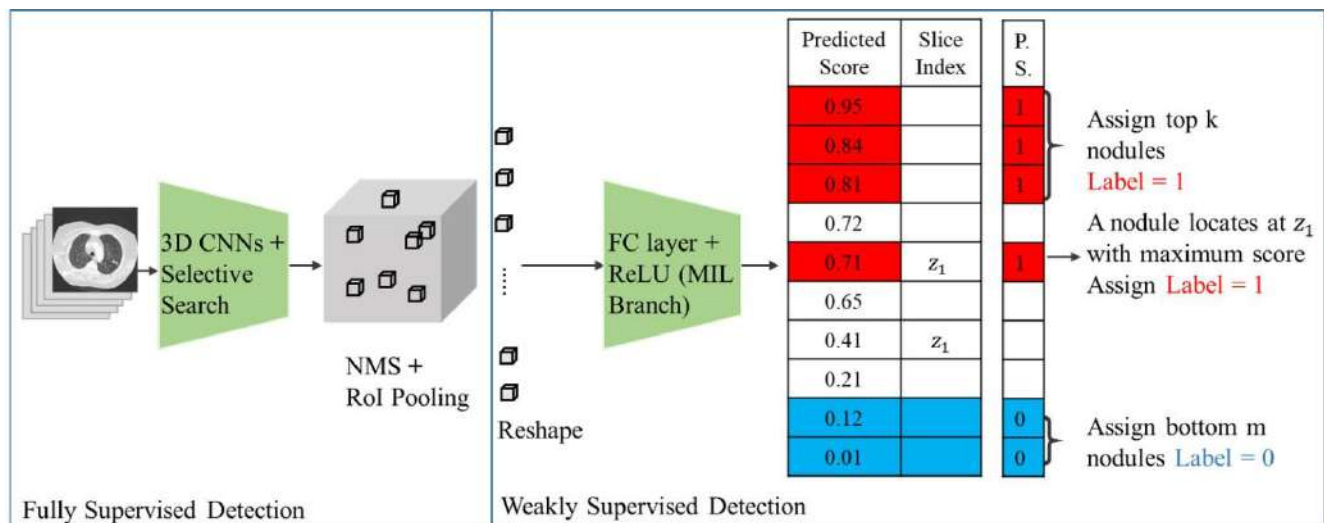 3D CNNs +
Selective
Search
NMS +
RoI Pooling
Fully Supervised Detection
Reshape
FC layer +
ReLU (MIL
Branch)
Weakly Supervised Detection
Predicted Score Slice Index P. S.
0.95 1
0.84 1
0.81 1
0.72
0.71 z₁ 1
0.65
0.41 z₁
0.21
0.12 0
0.01 0
Assign top k
nodules
Label = 1
A nodule locates at z₁
with maximum score
Assign Label = 1
Assign bottom m
nodules Label = 0